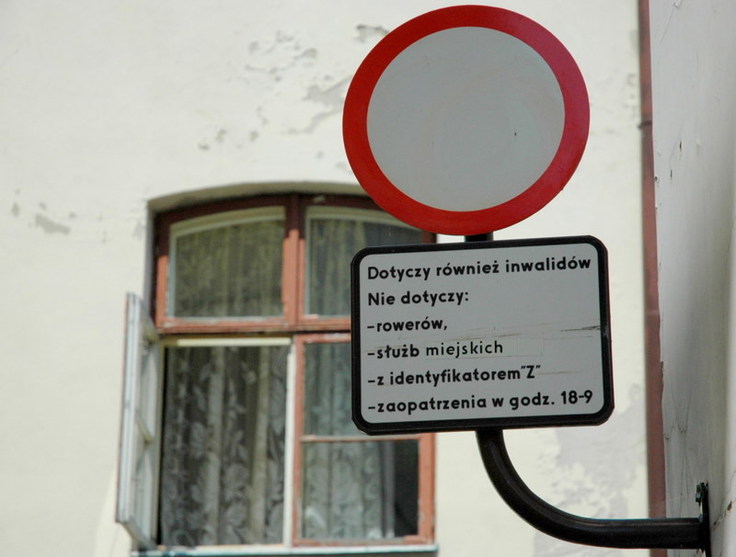 Dotyczy również inwalidów
Nie dotyczy:
-rowerów,
-służb miejskich
-z identyfikatorem"Z"
-zaopatrzenia w godz. 18-9